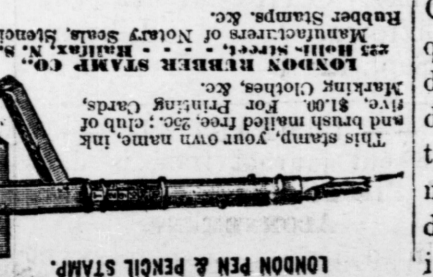 LONDON PEN & PENCIL STAMP.
This stamp, your own name, ink
and brush mailed free, 25c.; club of
five, $1.00. For Printing Cards,
Marking Clothes, &c.
LONDON RUBBER STAMP CO.,
225 Hollis Street, - - - - Halifax, N. S.
Manufacturers of Notary Seals, Stencils
Rubber Stamps. &c.